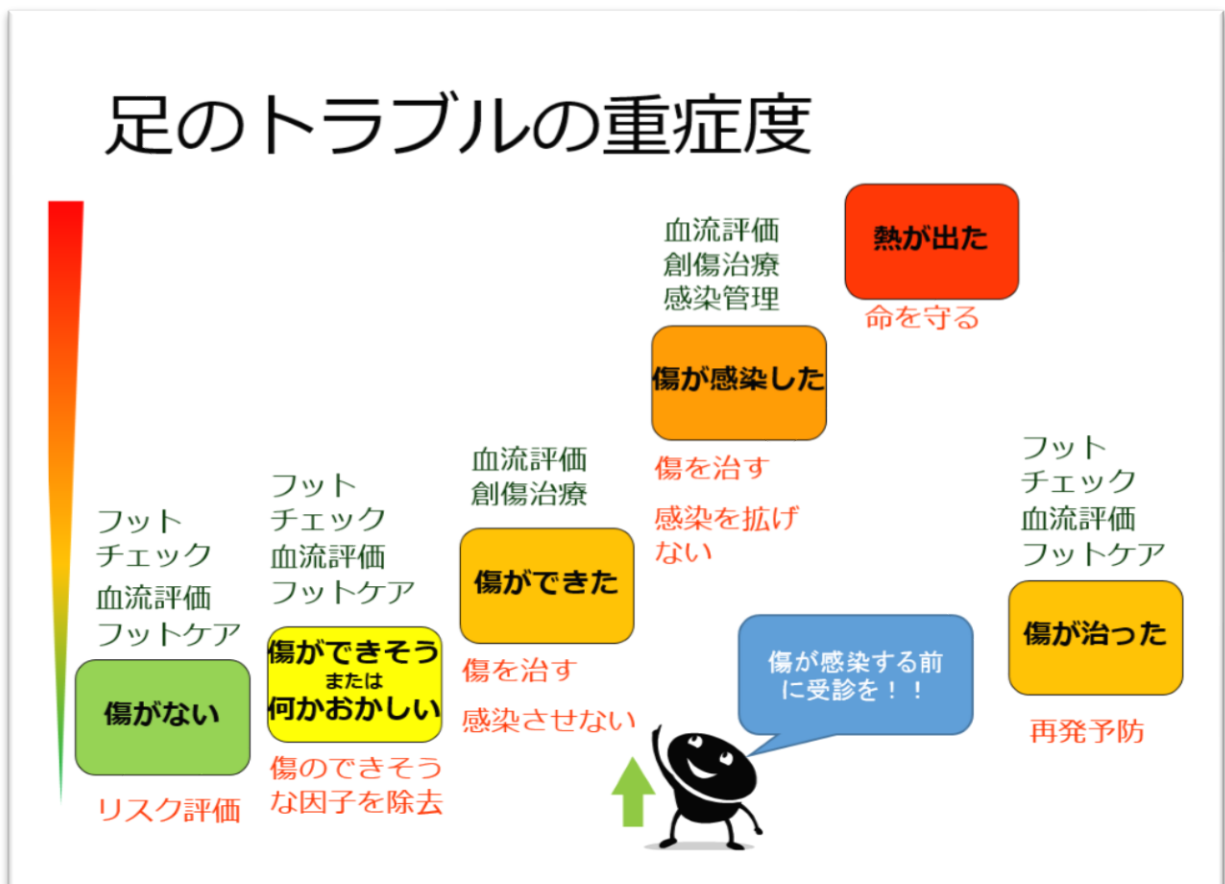 足のトラブルの重症度
フット
チェック
血流評価
フットケア
傷がない
リスク評価
フット
チェック
血流評価
フットケア
傷ができそう
または
何かおかしい
傷のできそう
な因子を除去
血流評価
創傷治療
傷ができた
傷を治す
感染させない
血流評価
創傷治療
感染管理
傷が感染した
傷を治す
感染を拡げ
ない
熱が出た
命を守る
傷が感染する前
に受診を！！
フット
チェック
血流評価
フットケア
傷が治った
再発予防